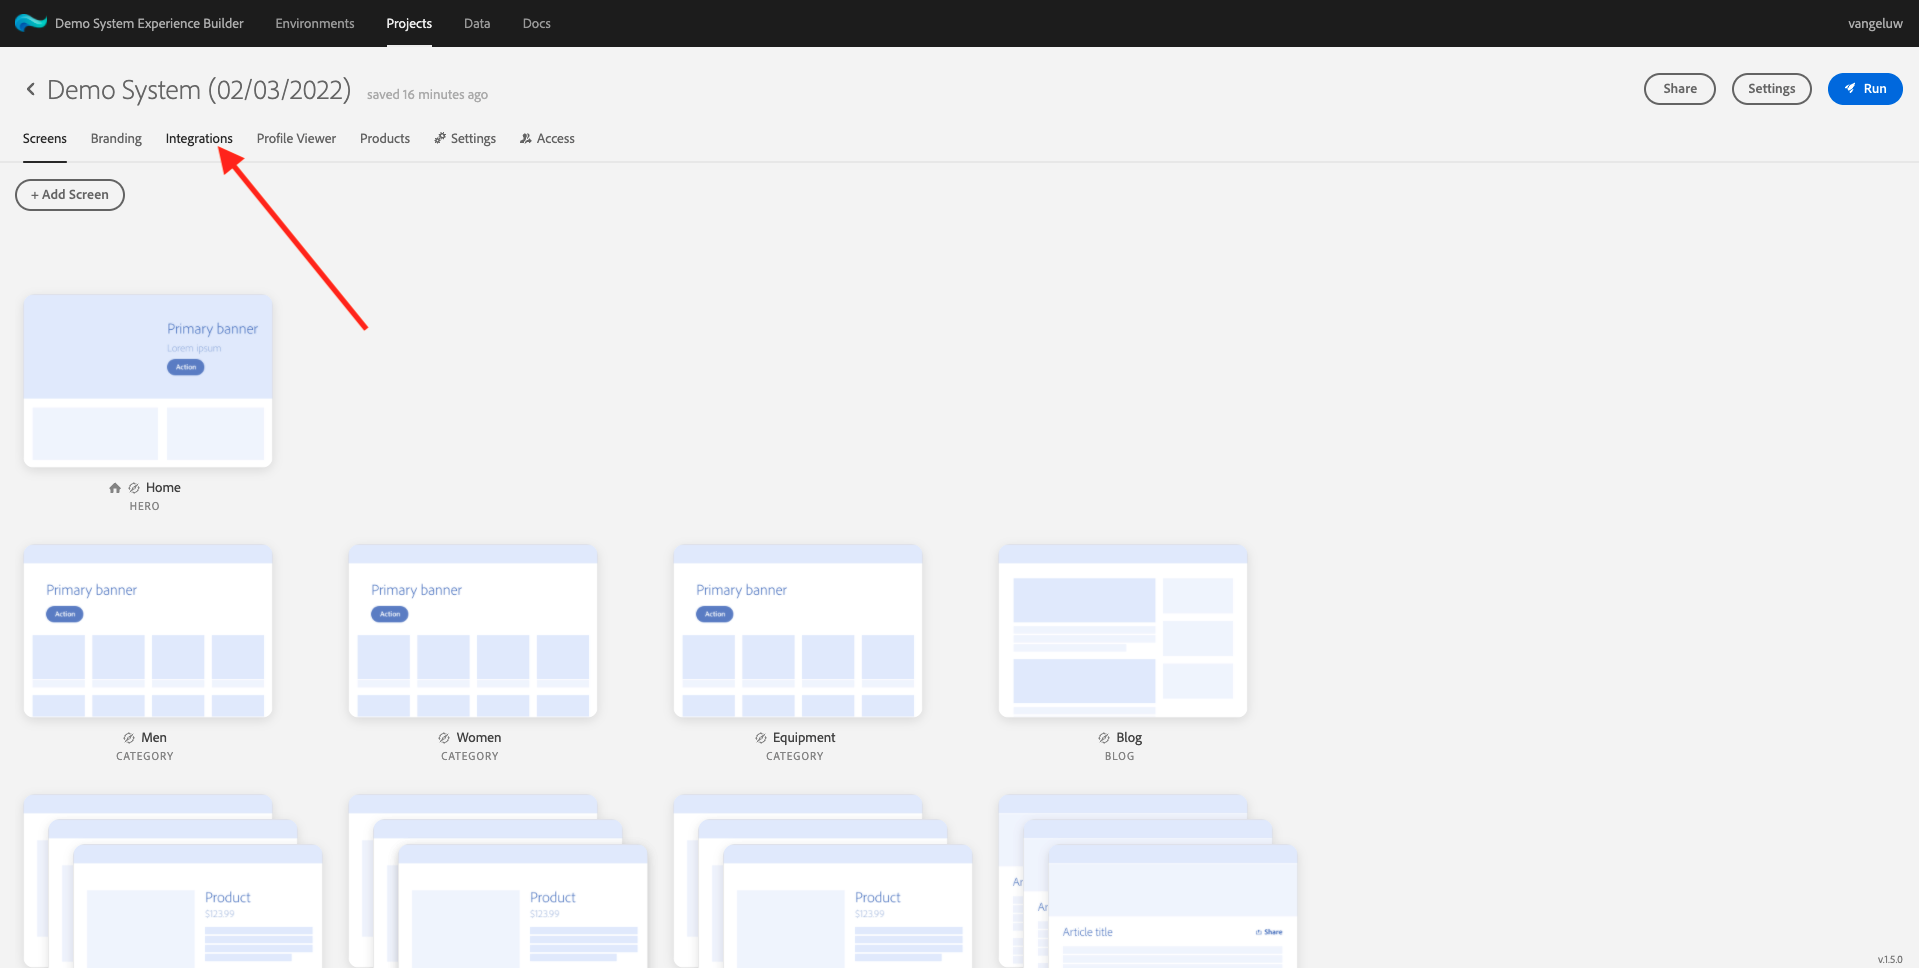 Demo System Experience Builder Environments Projects Data Docs vangeluw
Demo System (02/03/2022) saved 16 minutes ago Share Settings Run
Screens Branding Integrations Profile Viewer Products Settings Access
+ Add Screen
Primary banner
Lorem ipsum
Action
Home
HERO
Primary banner Primary banner Primary banner
Action Action Action
Men Women Equipment Blog
CATEGORY CATEGORY CATEGORY BLOG
Product Product Product
$123.99 $123.99 $123.99
Ar
Ar
Article title Share
v.1.5.0